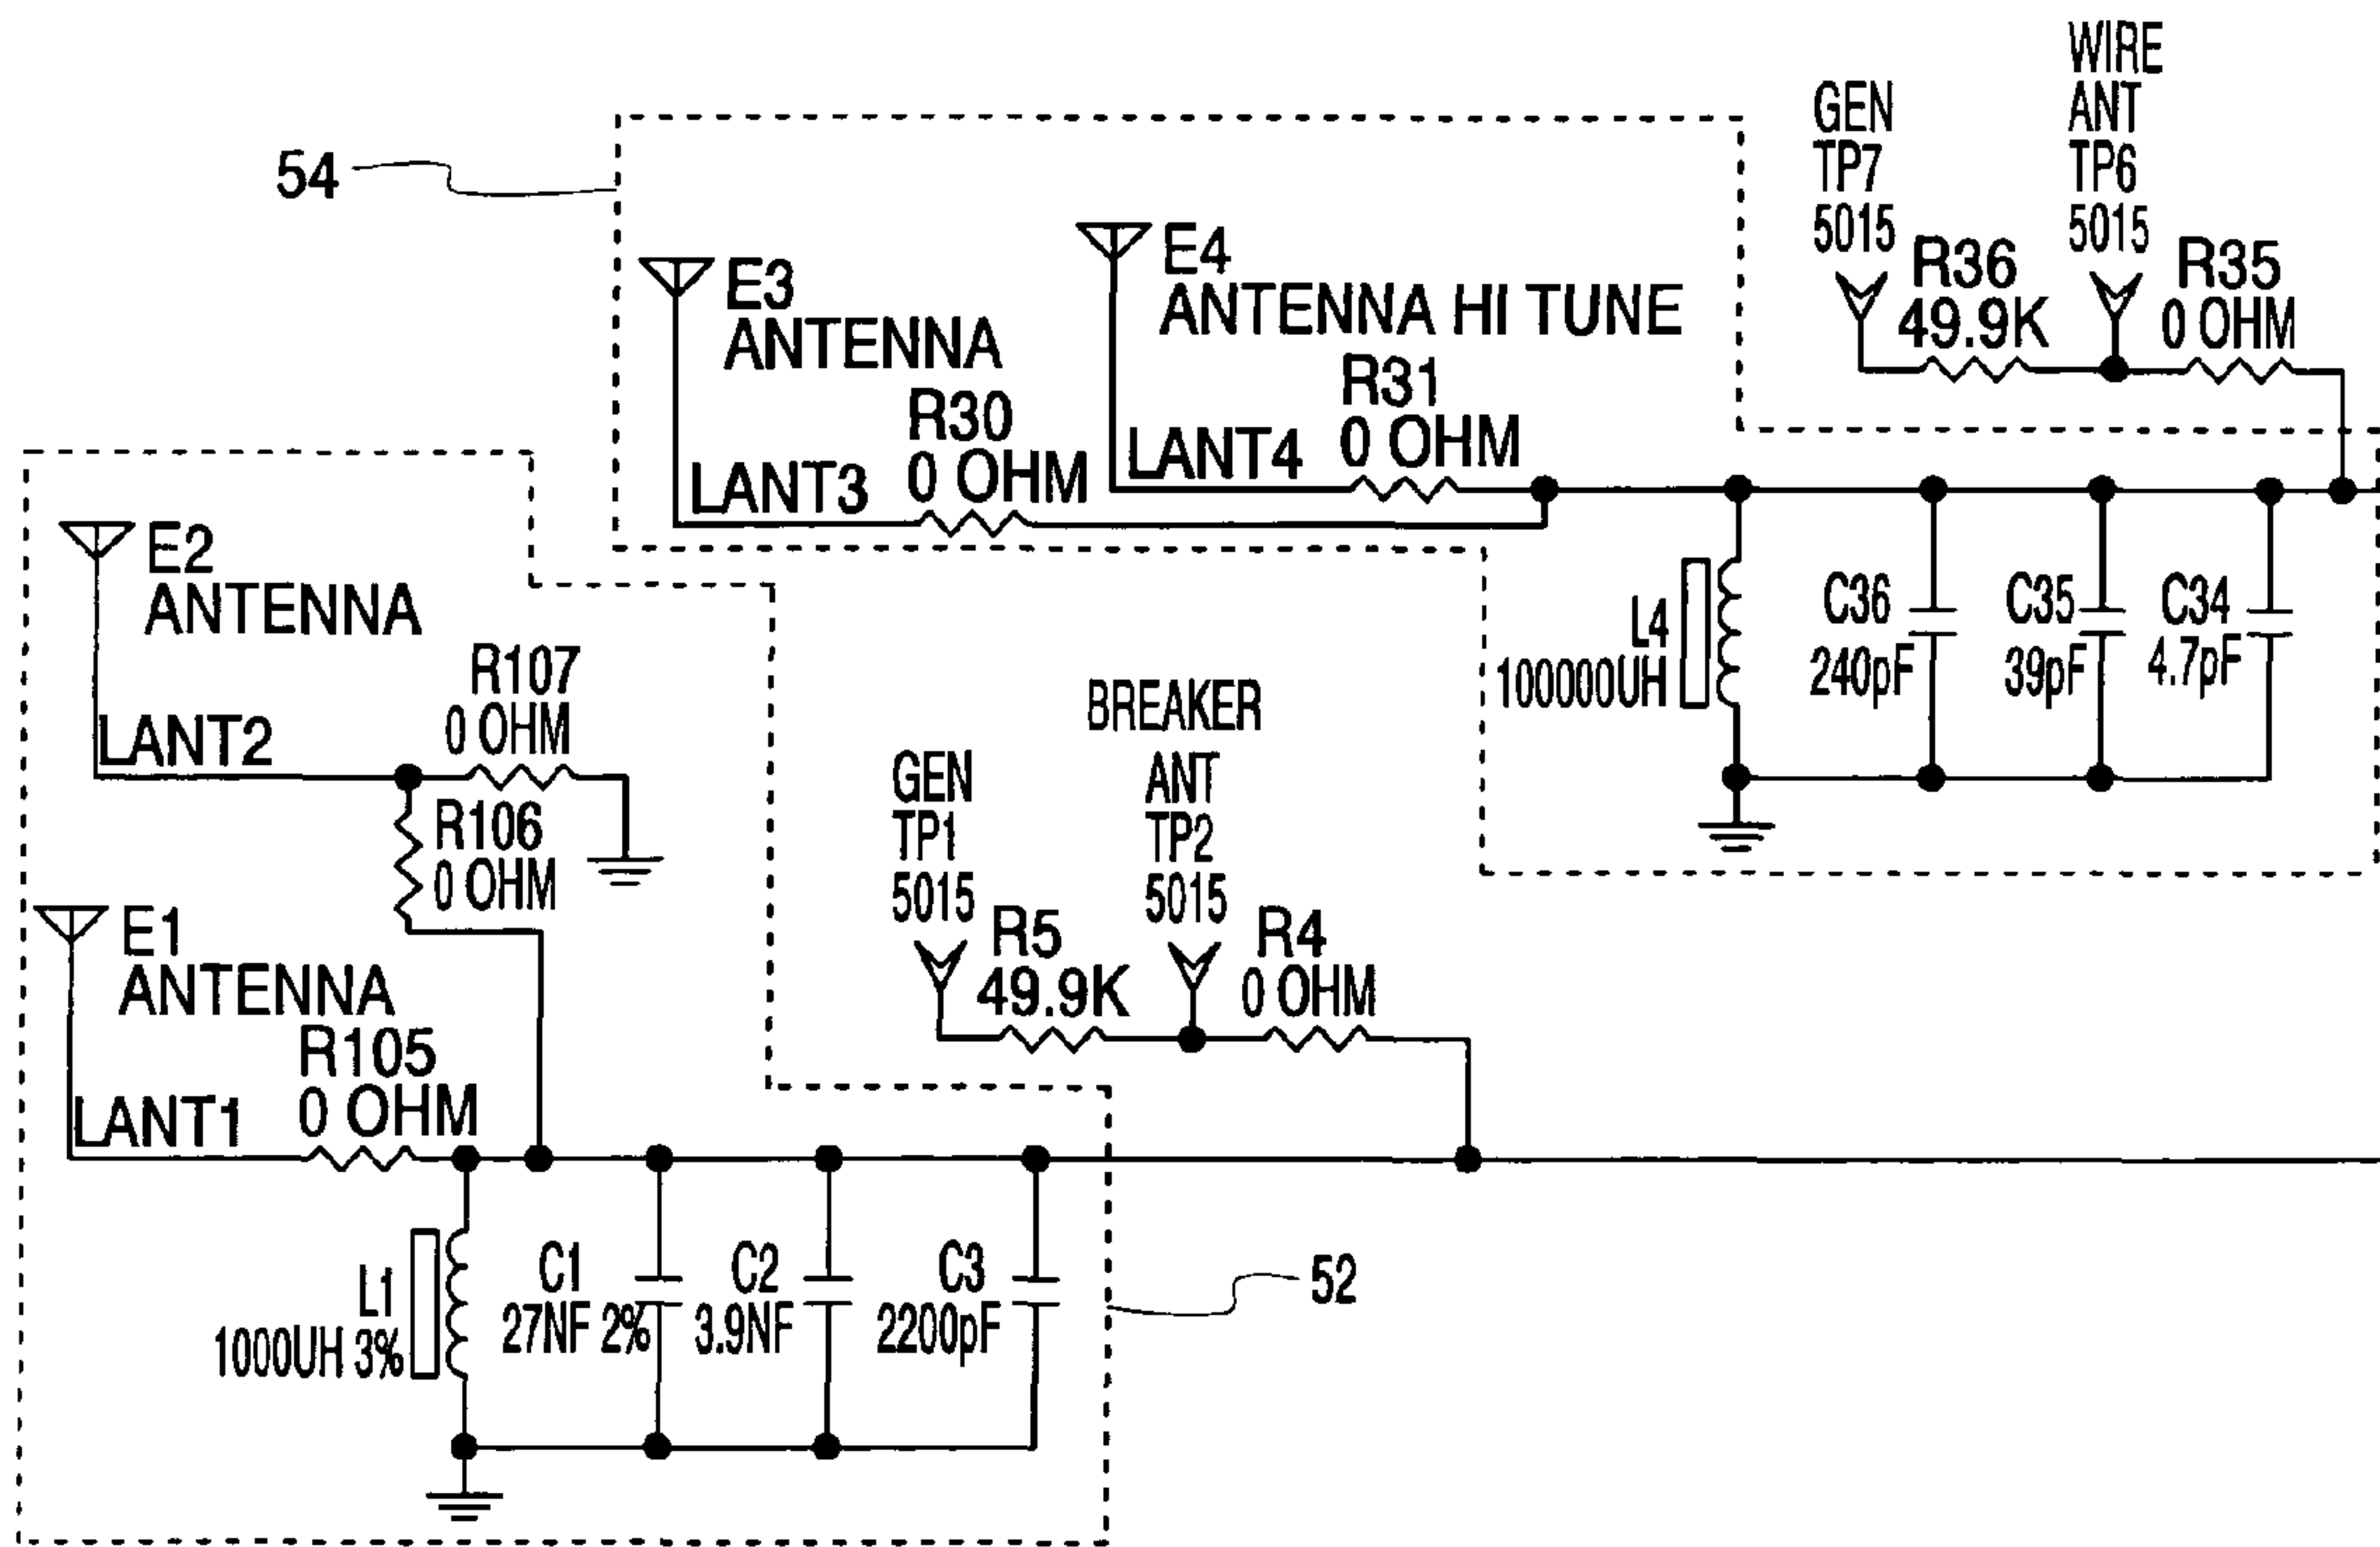 WIRE
GEN
ANT
TP7
TP6
5015
5015
54
R36
49.9K
R35
0 OHM
E3
ANTENNA
E4
ANTENNA HI TUNE
R30
0 OHM
R31
0 OHM
LANT3
LANT4
E2
ANTENNA
R107
0 OHM
LANT2
R106
0 OHM
L4
100000UH
C36
240pF
C35
39pF
C34
4.7pF
BREAKER
GEN
ANT
TP1
TP2
5015
5015
R5
49.9K
R4
0 OHM
E1
ANTENNA
R105
0 OHM
LANT1
L1
1000UH 3%
C1
27NF 2%
C2
3.9NF
C3
2200pF
52